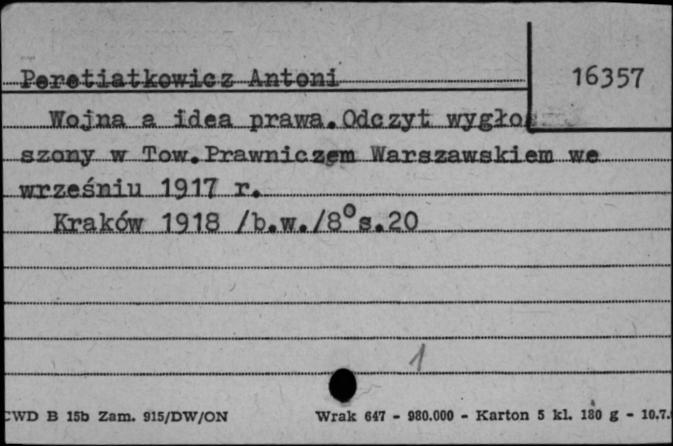 Peretiatkowicz Antoni
16357
Wojna a idea prawa.Odczyt wygło-
szony w Tow.Prawniczem Warszawskiem we
wrześniu 1917 r.
Kraków 1918 /b.w./8°s.20
1
CWD B 15b Zam. 915/DW/ON Wrak 647 - 980.000 - Karton 5 kl. 180 g - 10.7.